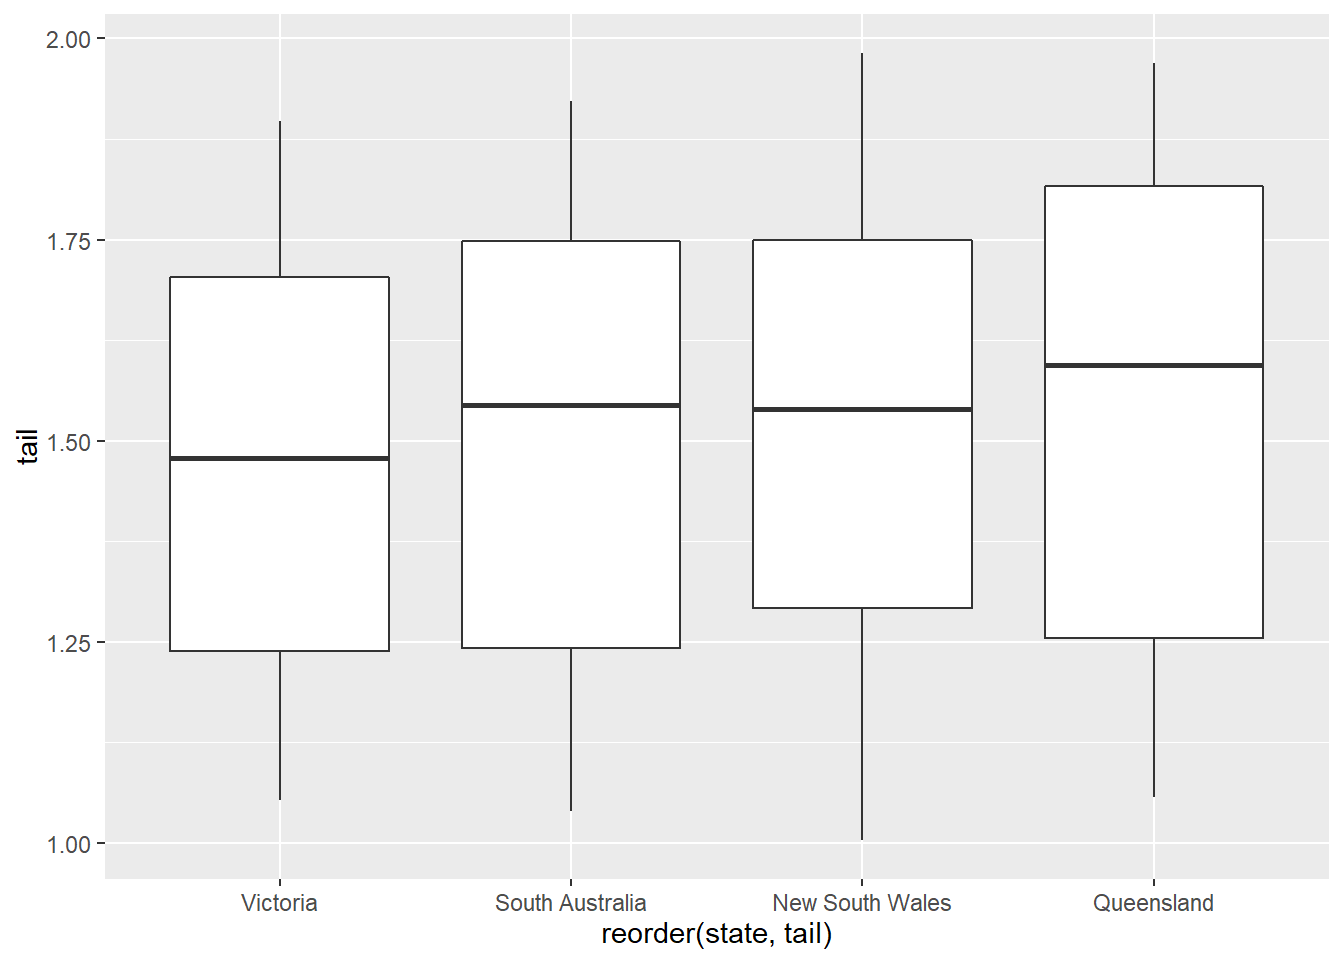 2.00
1.75
1.50
1.25
1.00
tail
Victoria South Australia New South Wales Queensland
reorder(state, tail)